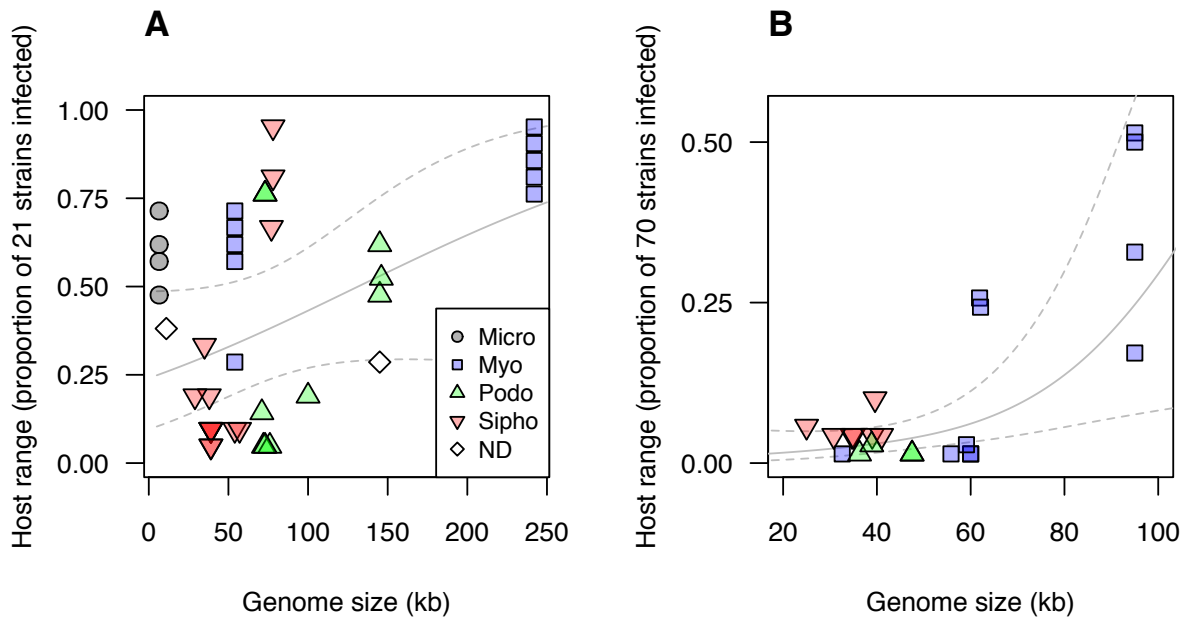 A
Host range (proportion of 21 strains infected)
1.00
0.75
0.50
0.25
0.00
0 50 100 150 200 250
Genome size (kb)
Micro
Myo
Podo
Sipho
ND
B
Host range (proportion of 70 strains infected)
0.50
0.25
0.00
20 40 60 80 100
Genome size (kb)